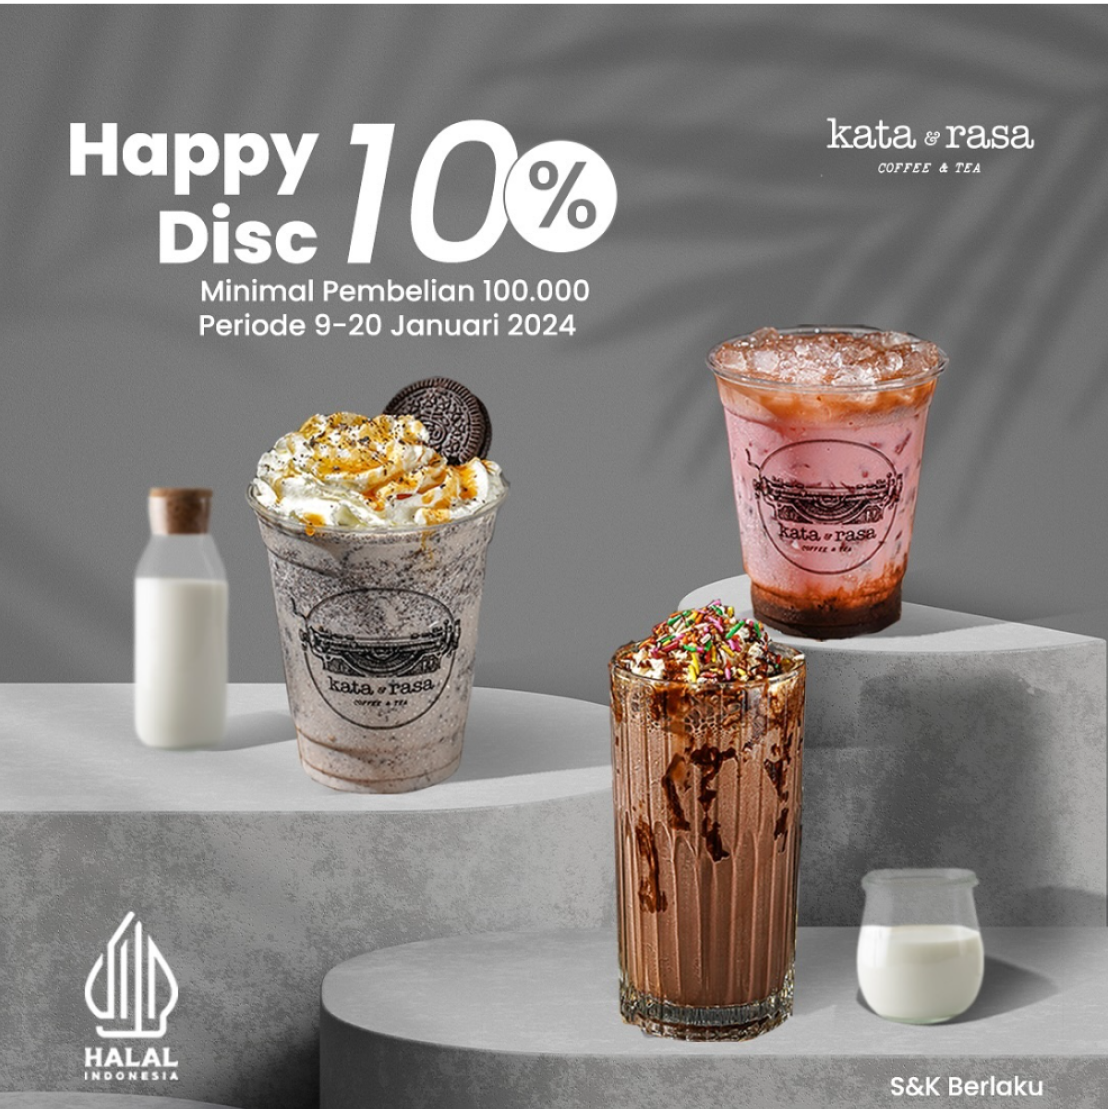 Happy
Disc 10%
Minimal Pembelian 100.000
Periode 9-20 Januari 2024
kata & rasa
COFFEE & TEA
kata & rasa
COFFEE & TEA
kata & rasa
COFFEE & TEA
HALAL
INDONESIA
S&K Berlaku